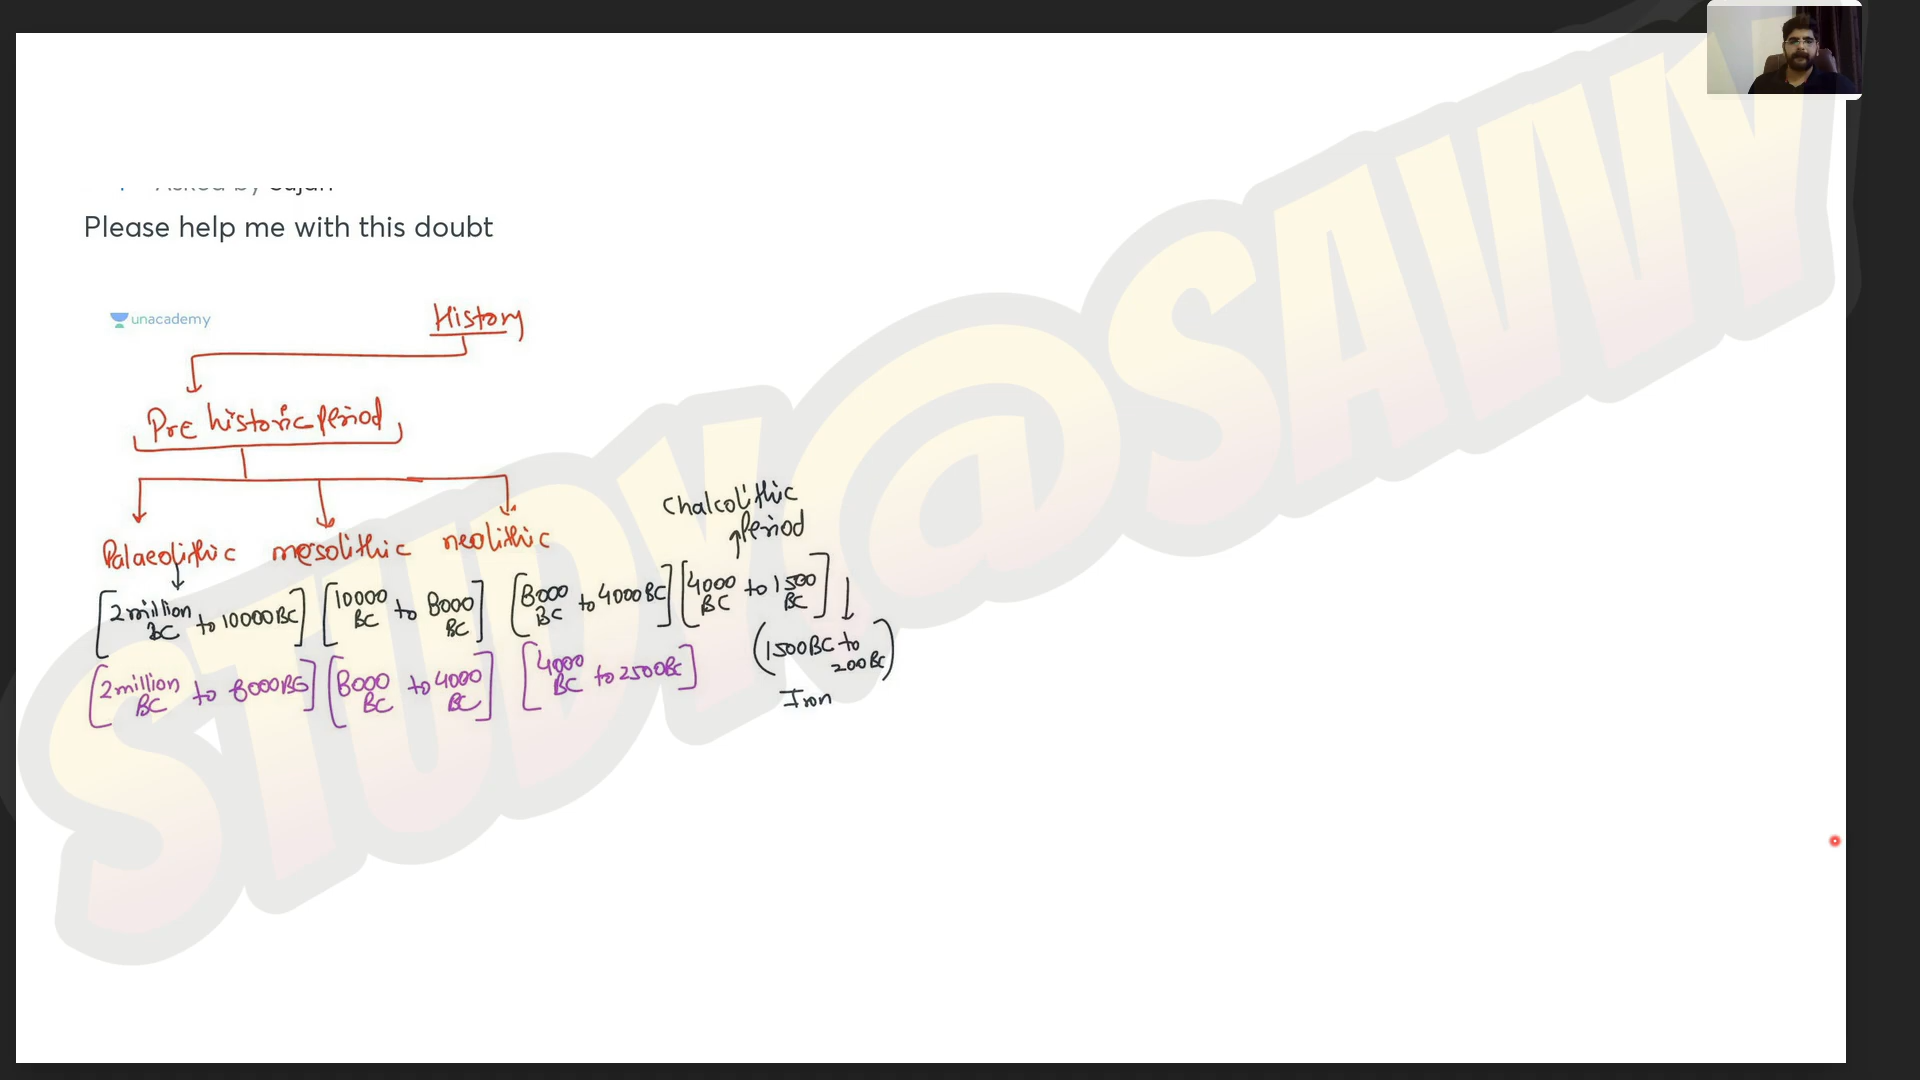 Asked by Sajan
Please help me with this doubt
unacademy
History
Pre historic period
Palaeolithic mesolithic neolithic
Chalcolithic
Period
[2 million BC to 10000 BC] [10000 BC to 8000 BC] [8000 BC to 4000 BC] [4000 BC to 1500 BC]
(1500 BC to 200 BC)
[2 million BC to 8000 BC] [8000 BC to 4000 BC] [4000 BC to 2500 BC]
Iron
STUDY@SAVVY